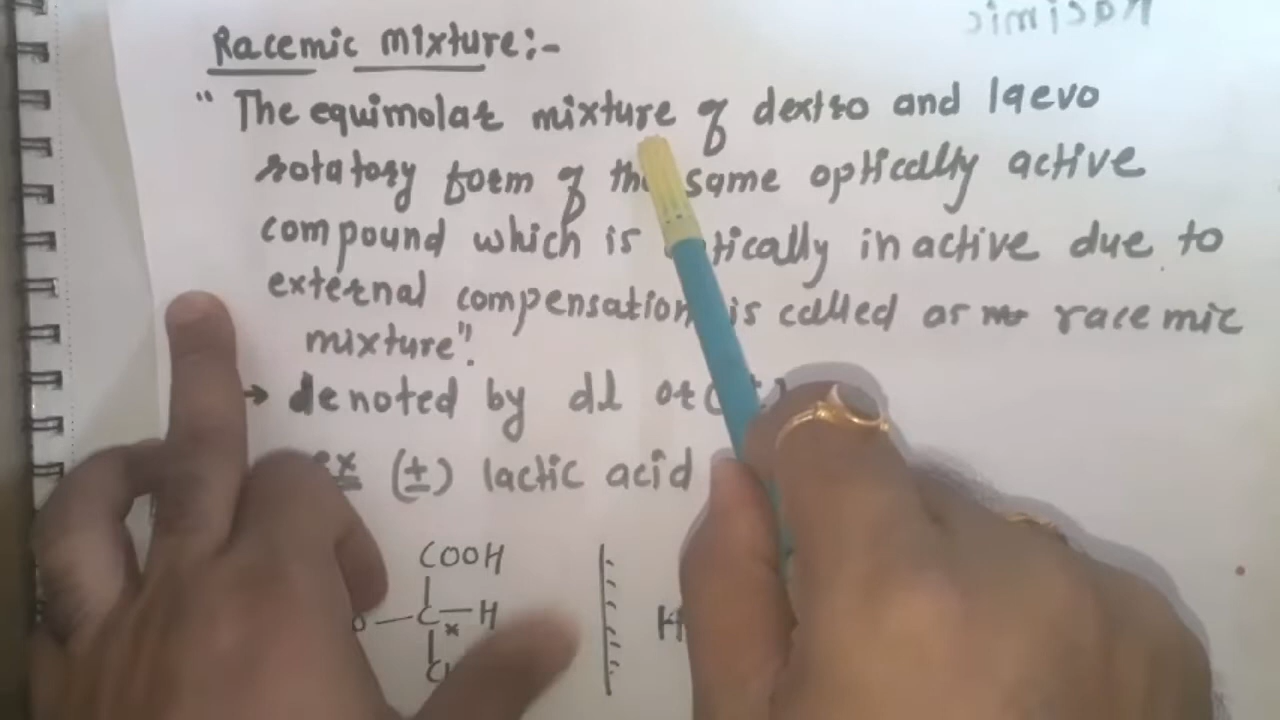 Racemic mixture:-
" The equimolar mixture of dextro and laevo
rotatory form of the same optically active
compound which is optically inactive due to
external compensation is called as racemic
mixture".
→ denoted by dl or (
ex (±) lactic acid
COOH
C—H
x
H